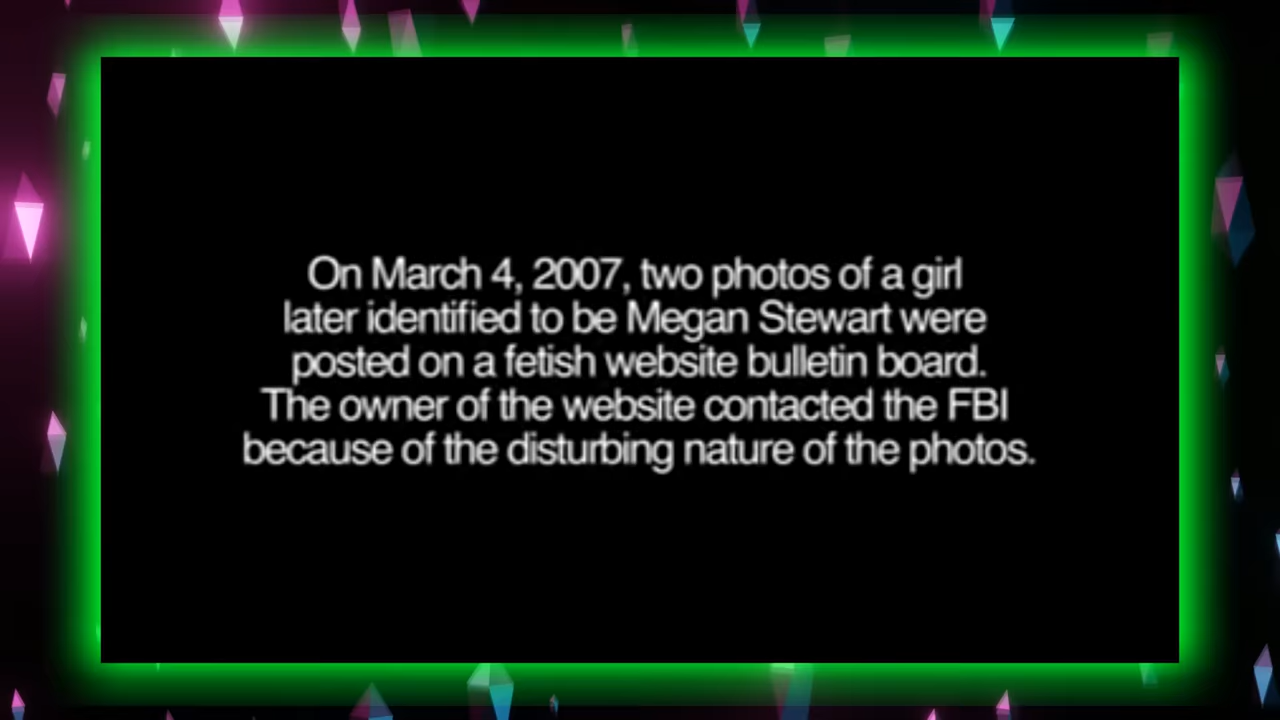 On March 4, 2007, two photos of a girl
later identified to be Megan Stewart were
posted on a fetish website bulletin board.
The owner of the website contacted the FBI
because of the disturbing nature of the photos.